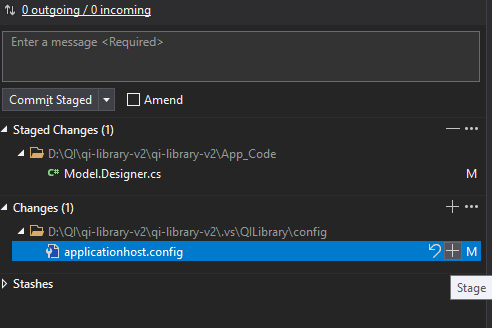 0 outgoing / 0 incoming
Enter a message <Required>
Commit Staged
Amend
Staged Changes (1)
D:\QI\qi-library-v2\qi-library-v2\App_Code
C# Model.Designer.cs M
Changes (1)
D:\QI\qi-library-v2\qi-library-v2\.vs\QILibrary\config
applicationhost.config M
Stashes
Stage